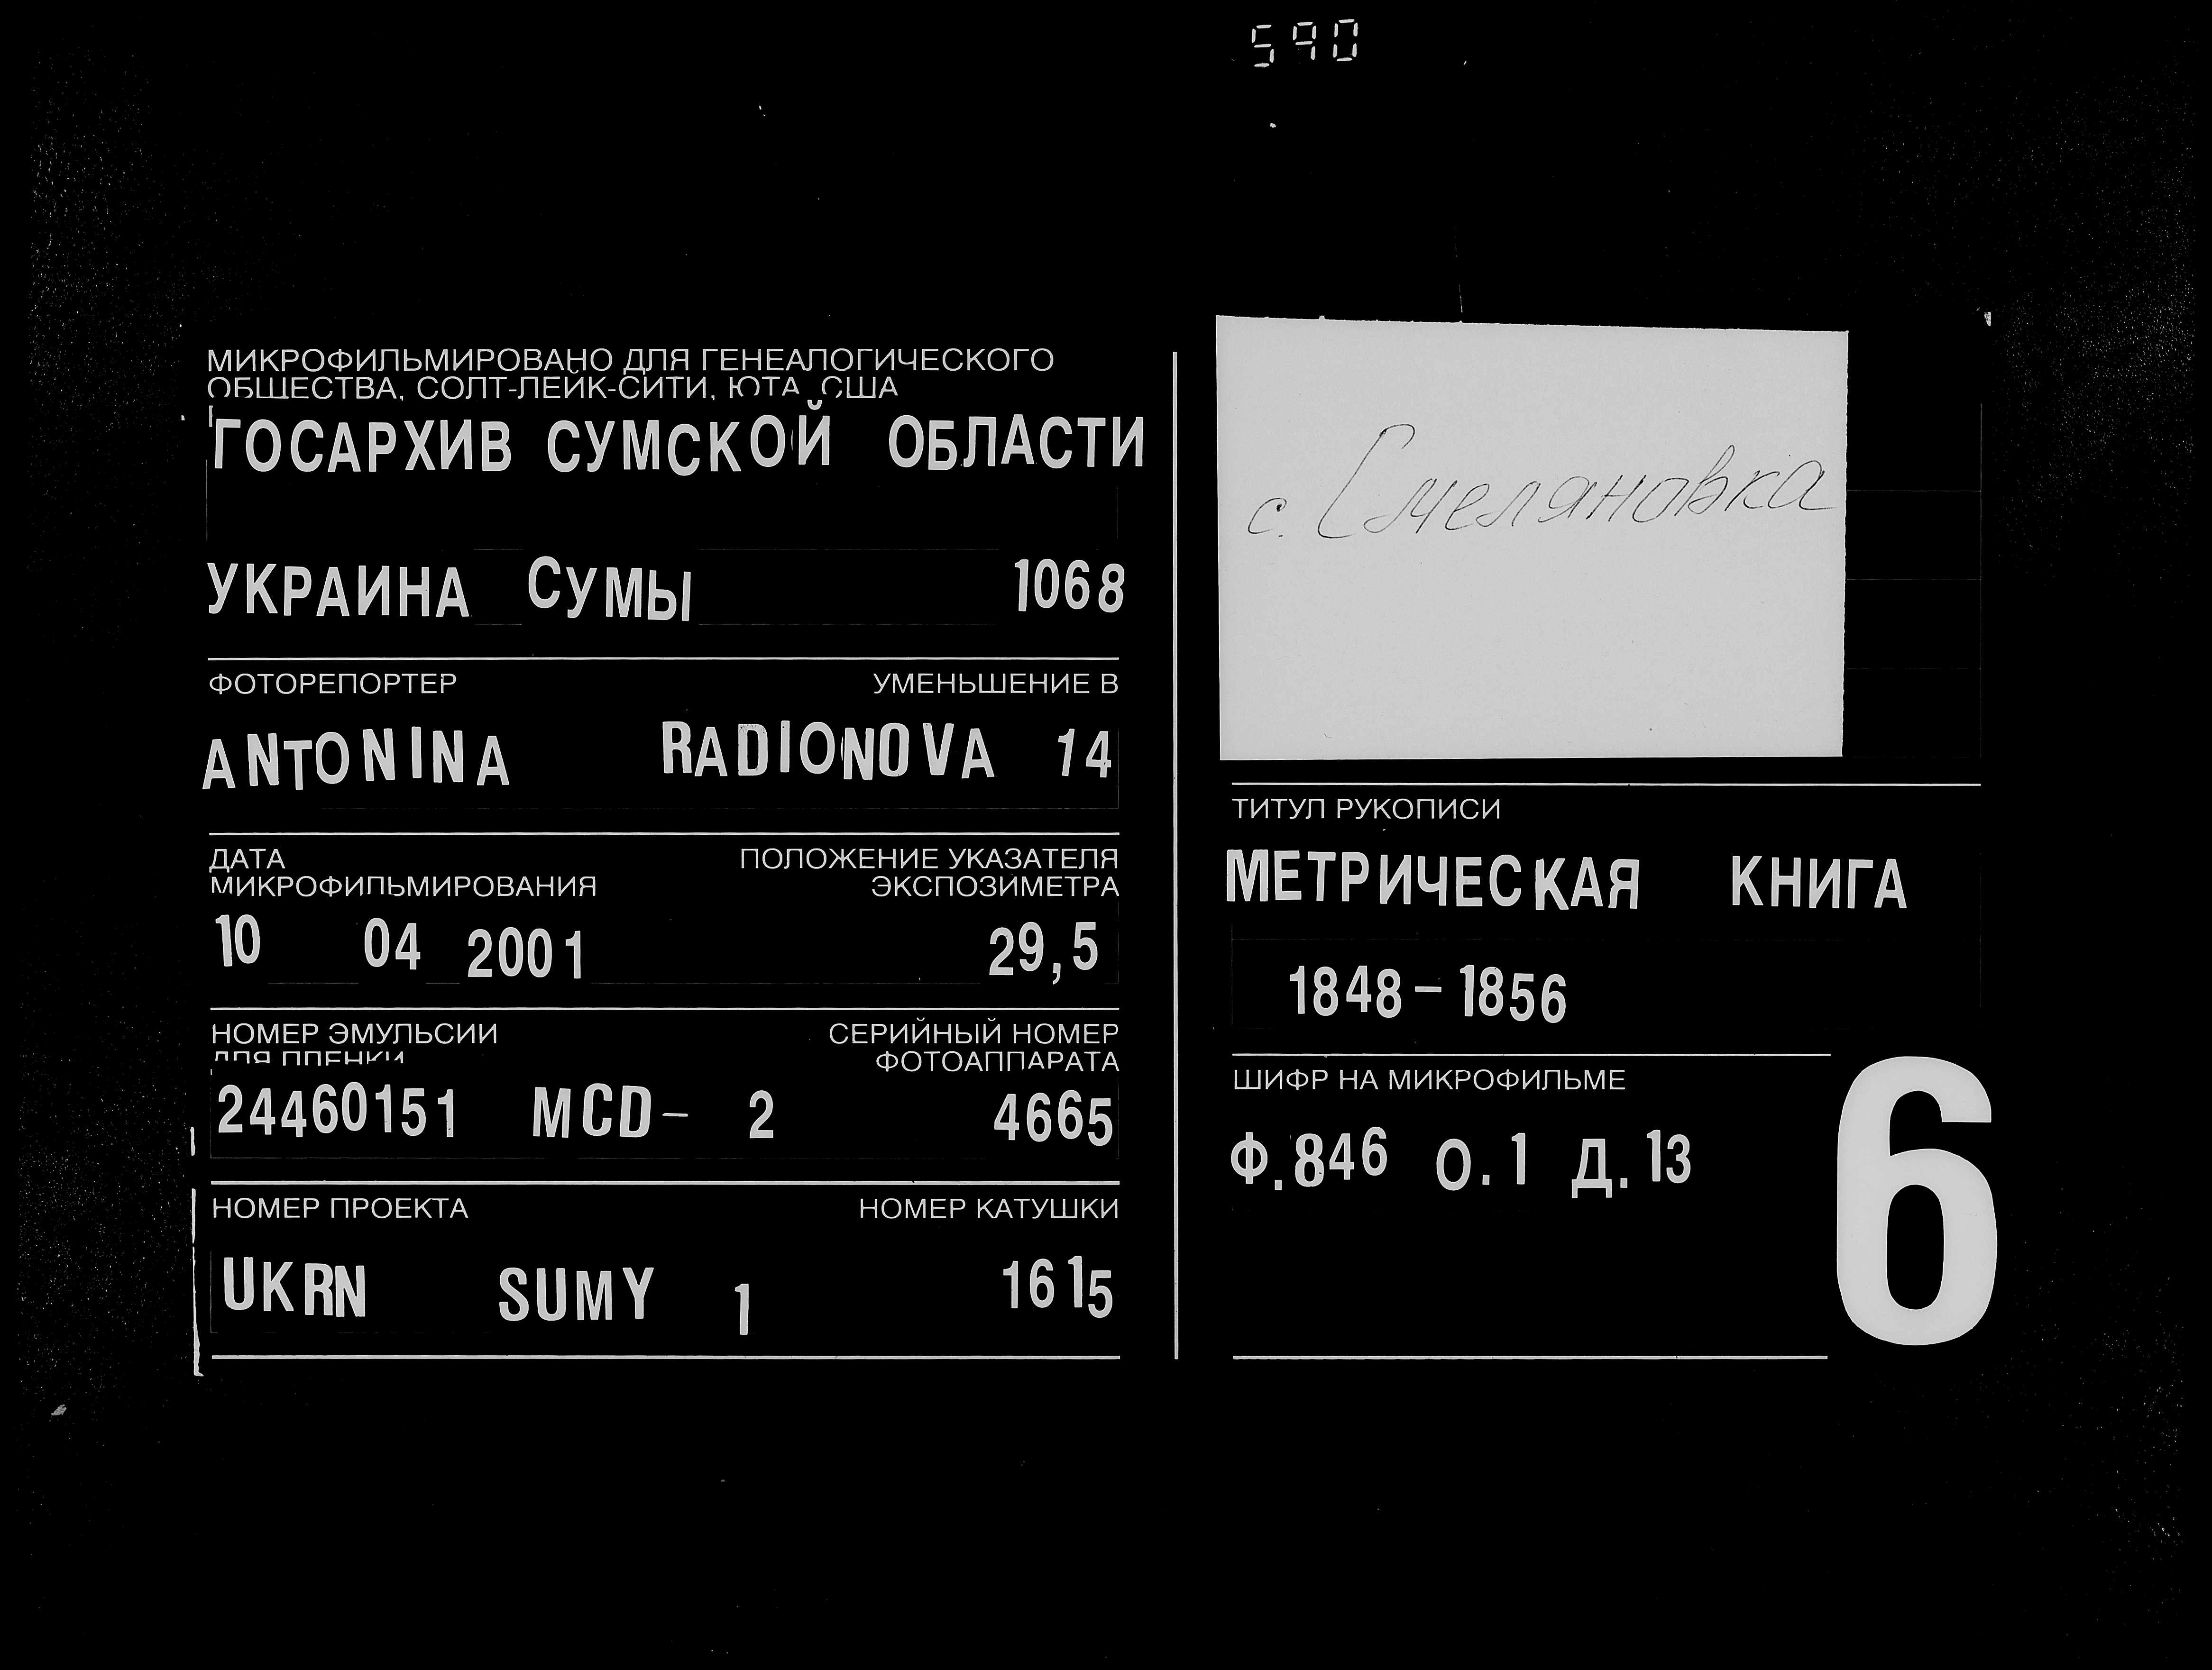 590
МИКРОФИЛЬМИРОВАНО ДЛЯ ГЕНЕАЛОГИЧЕСКОГО
ОБЩЕСТВА, СОЛТ-ЛЕЙК-СИТИ, ЮТА, США
ГОСАРХИВ СУМСКОЙ ОБЛАСТИ
УКРАИНА СУМЫ 1068
ФОТОРЕПОРТЕР УМЕНЬШЕНИЕ В
ANTONINA RADIONOVA 14
ДАТА ПОЛОЖЕНИЕ УКАЗАТЕЛЯ
МИКРОФИЛЬМИРОВАНИЯ ЭКСПОЗИМЕТРА
10 04 2001 29,5
НОМЕР ЭМУЛЬСИИ СЕРИЙНЫЙ НОМЕР
ДЛЯ ПЛЕНКИ ФОТОАППАРАТА
24460151 MCD- 2 4665
НОМЕР ПРОЕКТА НОМЕР КАТУШКИ
UKRN SUMY 1 1615
с. Смеляновка
ТИТУЛ РУКОПИСИ
МЕТРИЧЕСКАЯ КНИГА
1848-1856
ШИФР НА МИКРОФИЛЬМЕ
Ф.846 О.1 Д.13
6